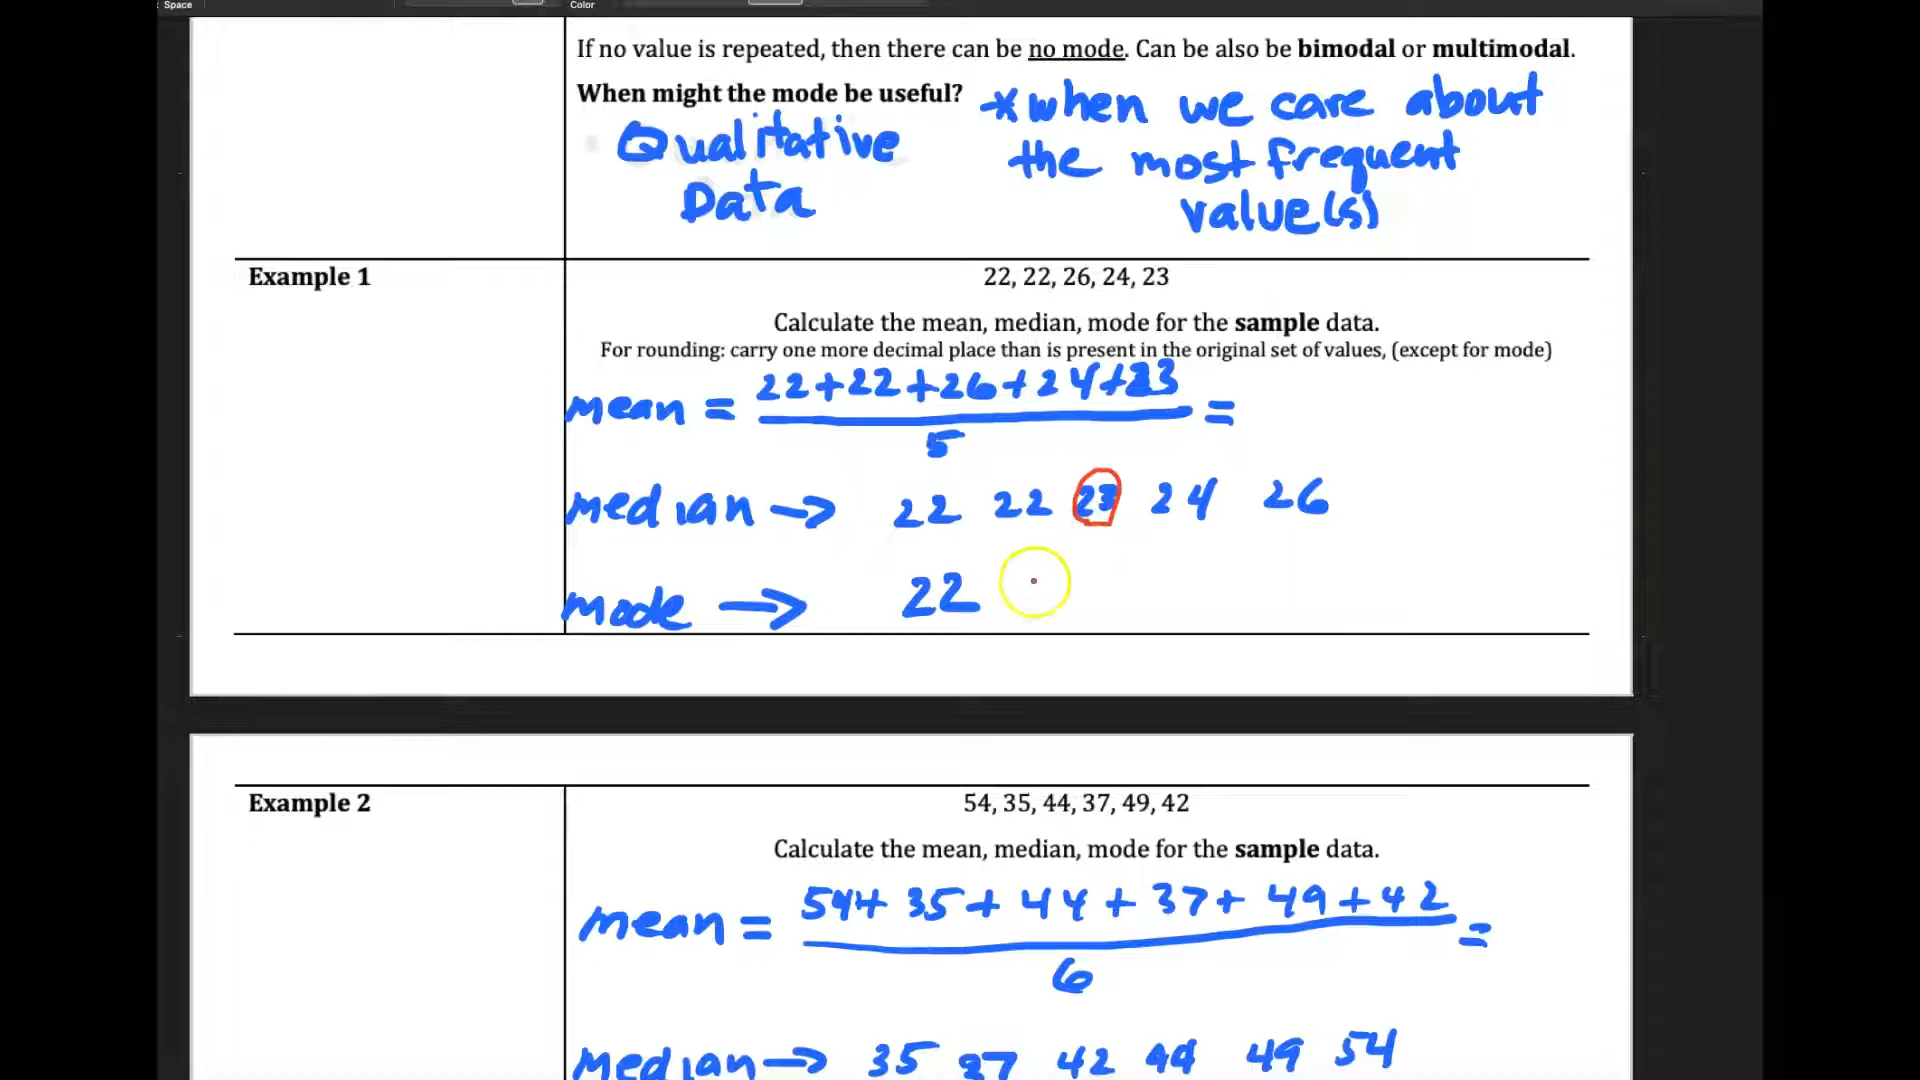 Space
Color
If no value is repeated, then there can be no mode. Can be also be bimodal or multimodal.
When might the mode be useful?
Qualitative
Data
*when we care about
the most frequent
value(s)
Example 1
22, 22, 26, 24, 23
Calculate the mean, median, mode for the sample data.
For rounding: carry one more decimal place than is present in the original set of values, (except for mode)
mean = 22+22+26+24+23 =
5
median → 22 22 23 24 26
mode → 22
Example 2
54, 35, 44, 37, 49, 42
Calculate the mean, median, mode for the sample data.
mean = 54+ 35+ 44 + 37+ 49 + 42 =
6
median → 35 37 42 44 49 54